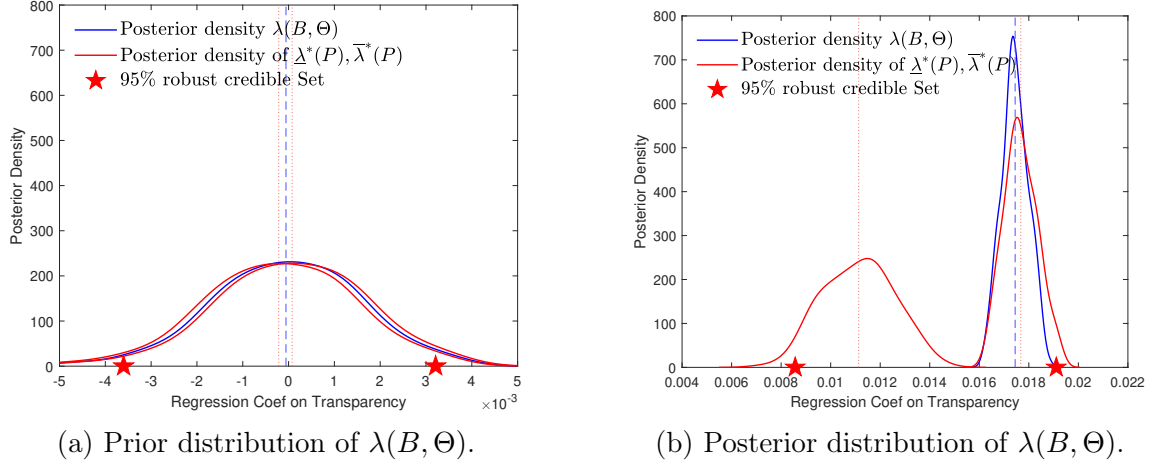 Posterior density λ(B, Θ)
Posterior density of λ̲*(P), λ̅*(P)
95% robust credible Set
Posterior Density
800
700
600
500
400
300
200
100
0
-5 -4 -3 -2 -1 0 1 2 3 4 5
Regression Coef on Transparency
×10⁻³
(a) Prior distribution of λ(B, Θ).
Posterior density λ(B, Θ)
Posterior density of λ̲*(P), λ̅*(P)
95% robust credible Set
Posterior Density
800
700
600
500
400
300
200
100
0
0.004 0.006 0.008 0.01 0.012 0.014 0.016 0.018 0.02 0.022
Regression Coef on Transparency
(b) Posterior distribution of λ(B, Θ).